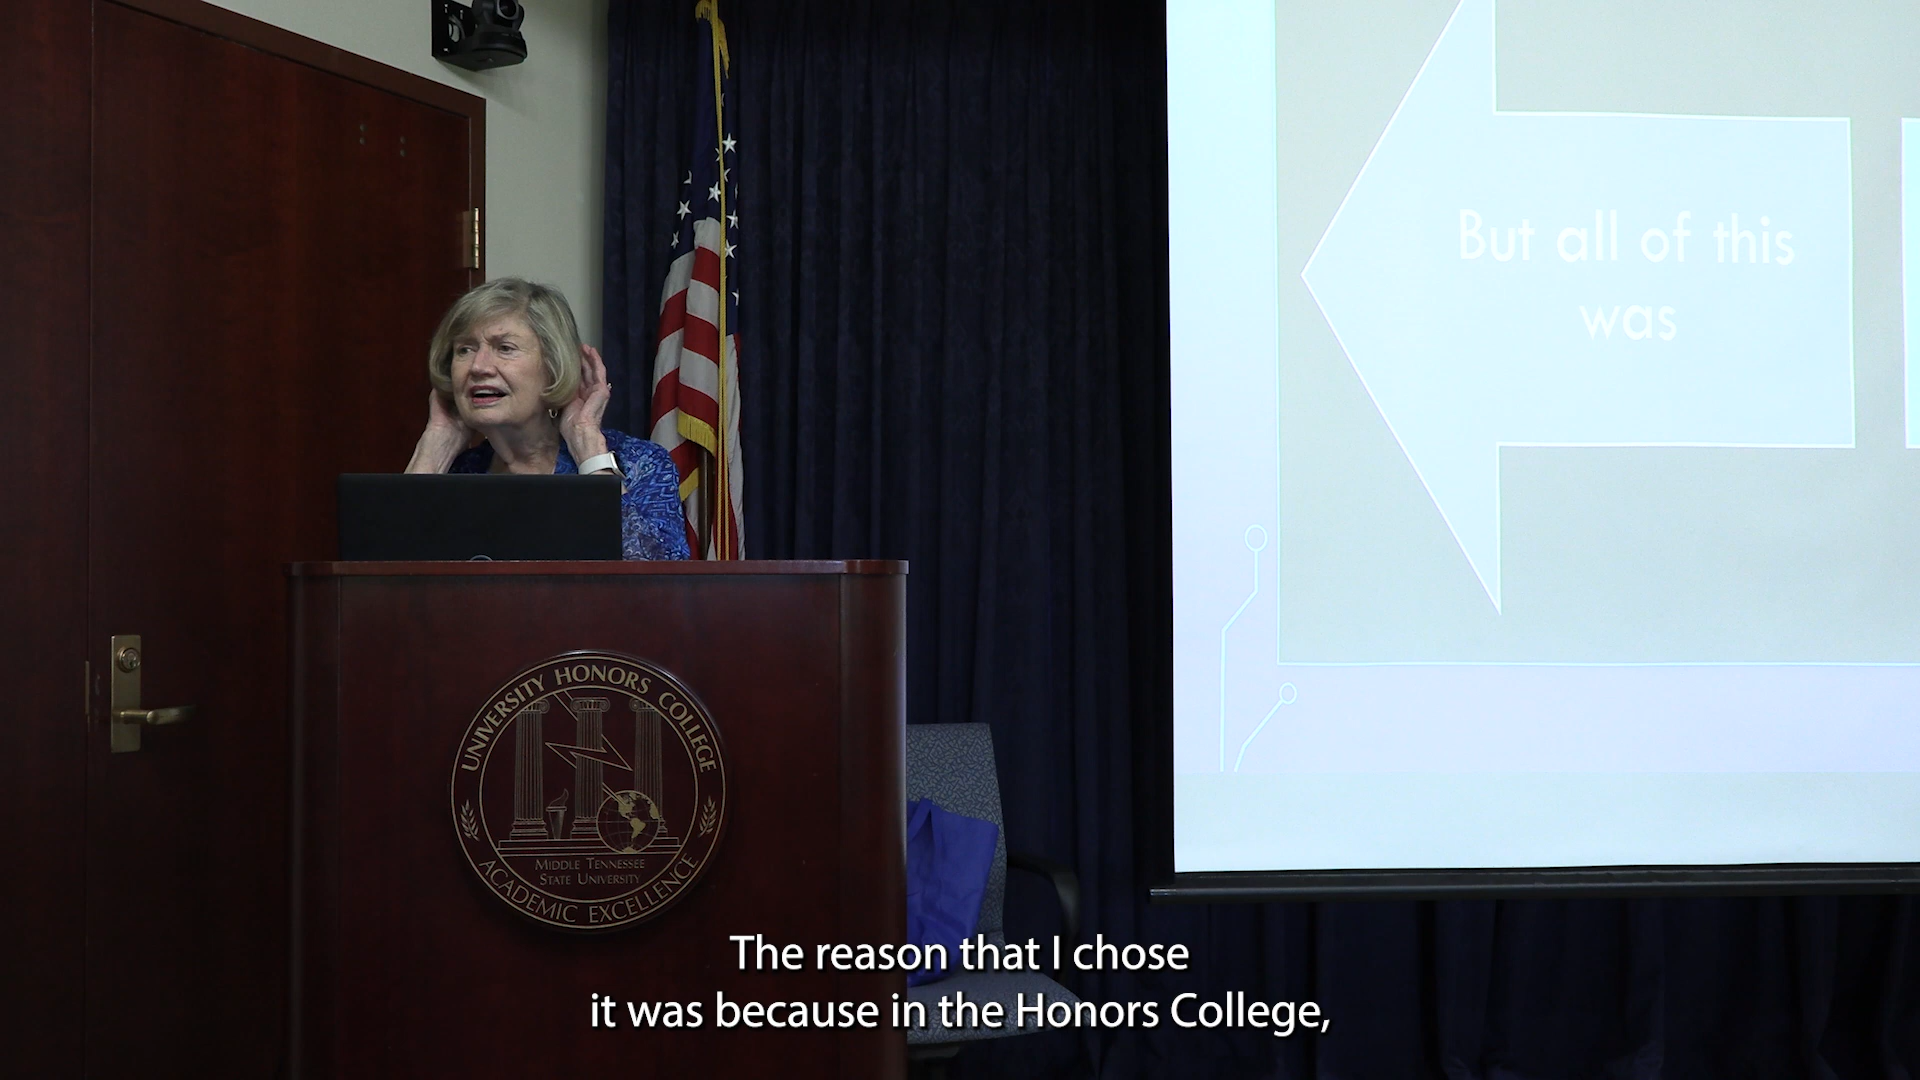 But all of this
was
UNIVERSITY HONORS COLLEGE
MIDDLE TENNESSEE
STATE UNIVERSITY
ACADEMIC EXCELLENCE
The reason that I chose
it was because in the Honors College,